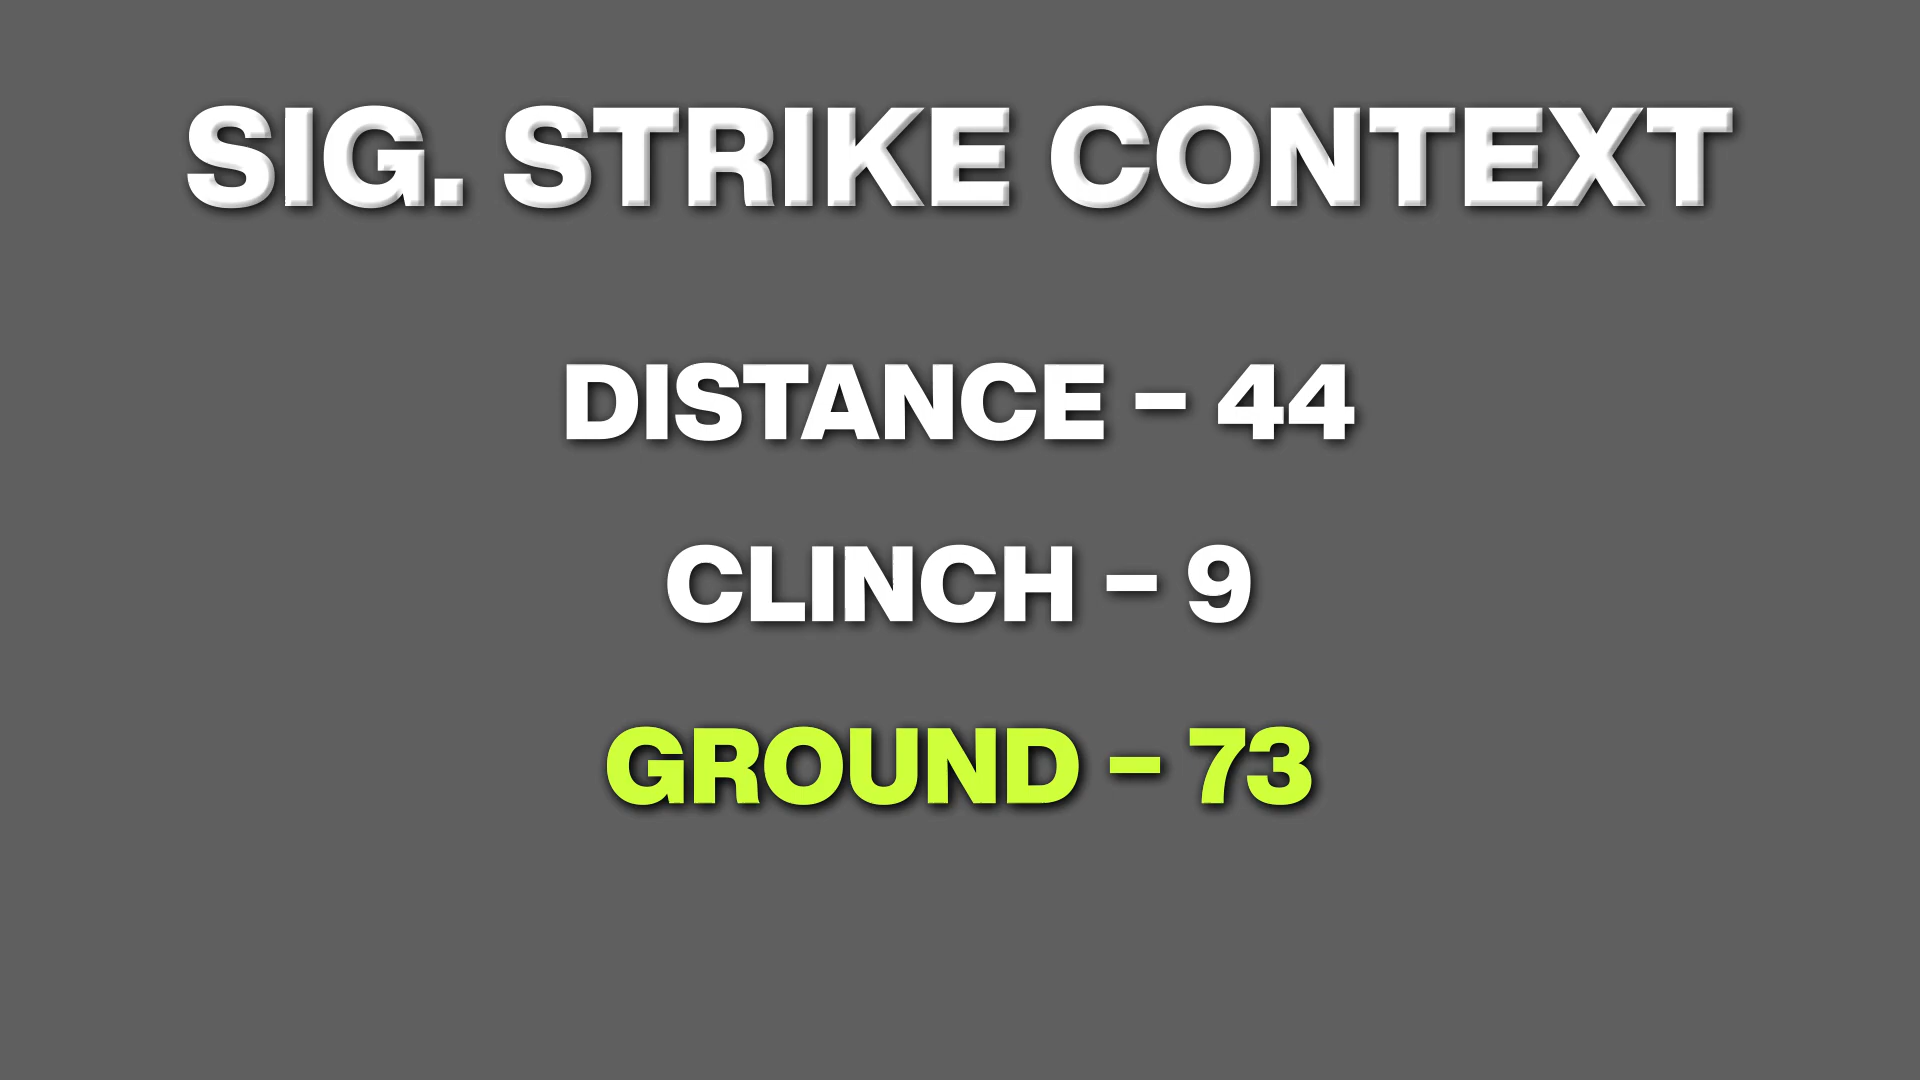 SIG. STRIKE CONTEXT
DISTANCE – 44
CLINCH – 9
GROUND – 73